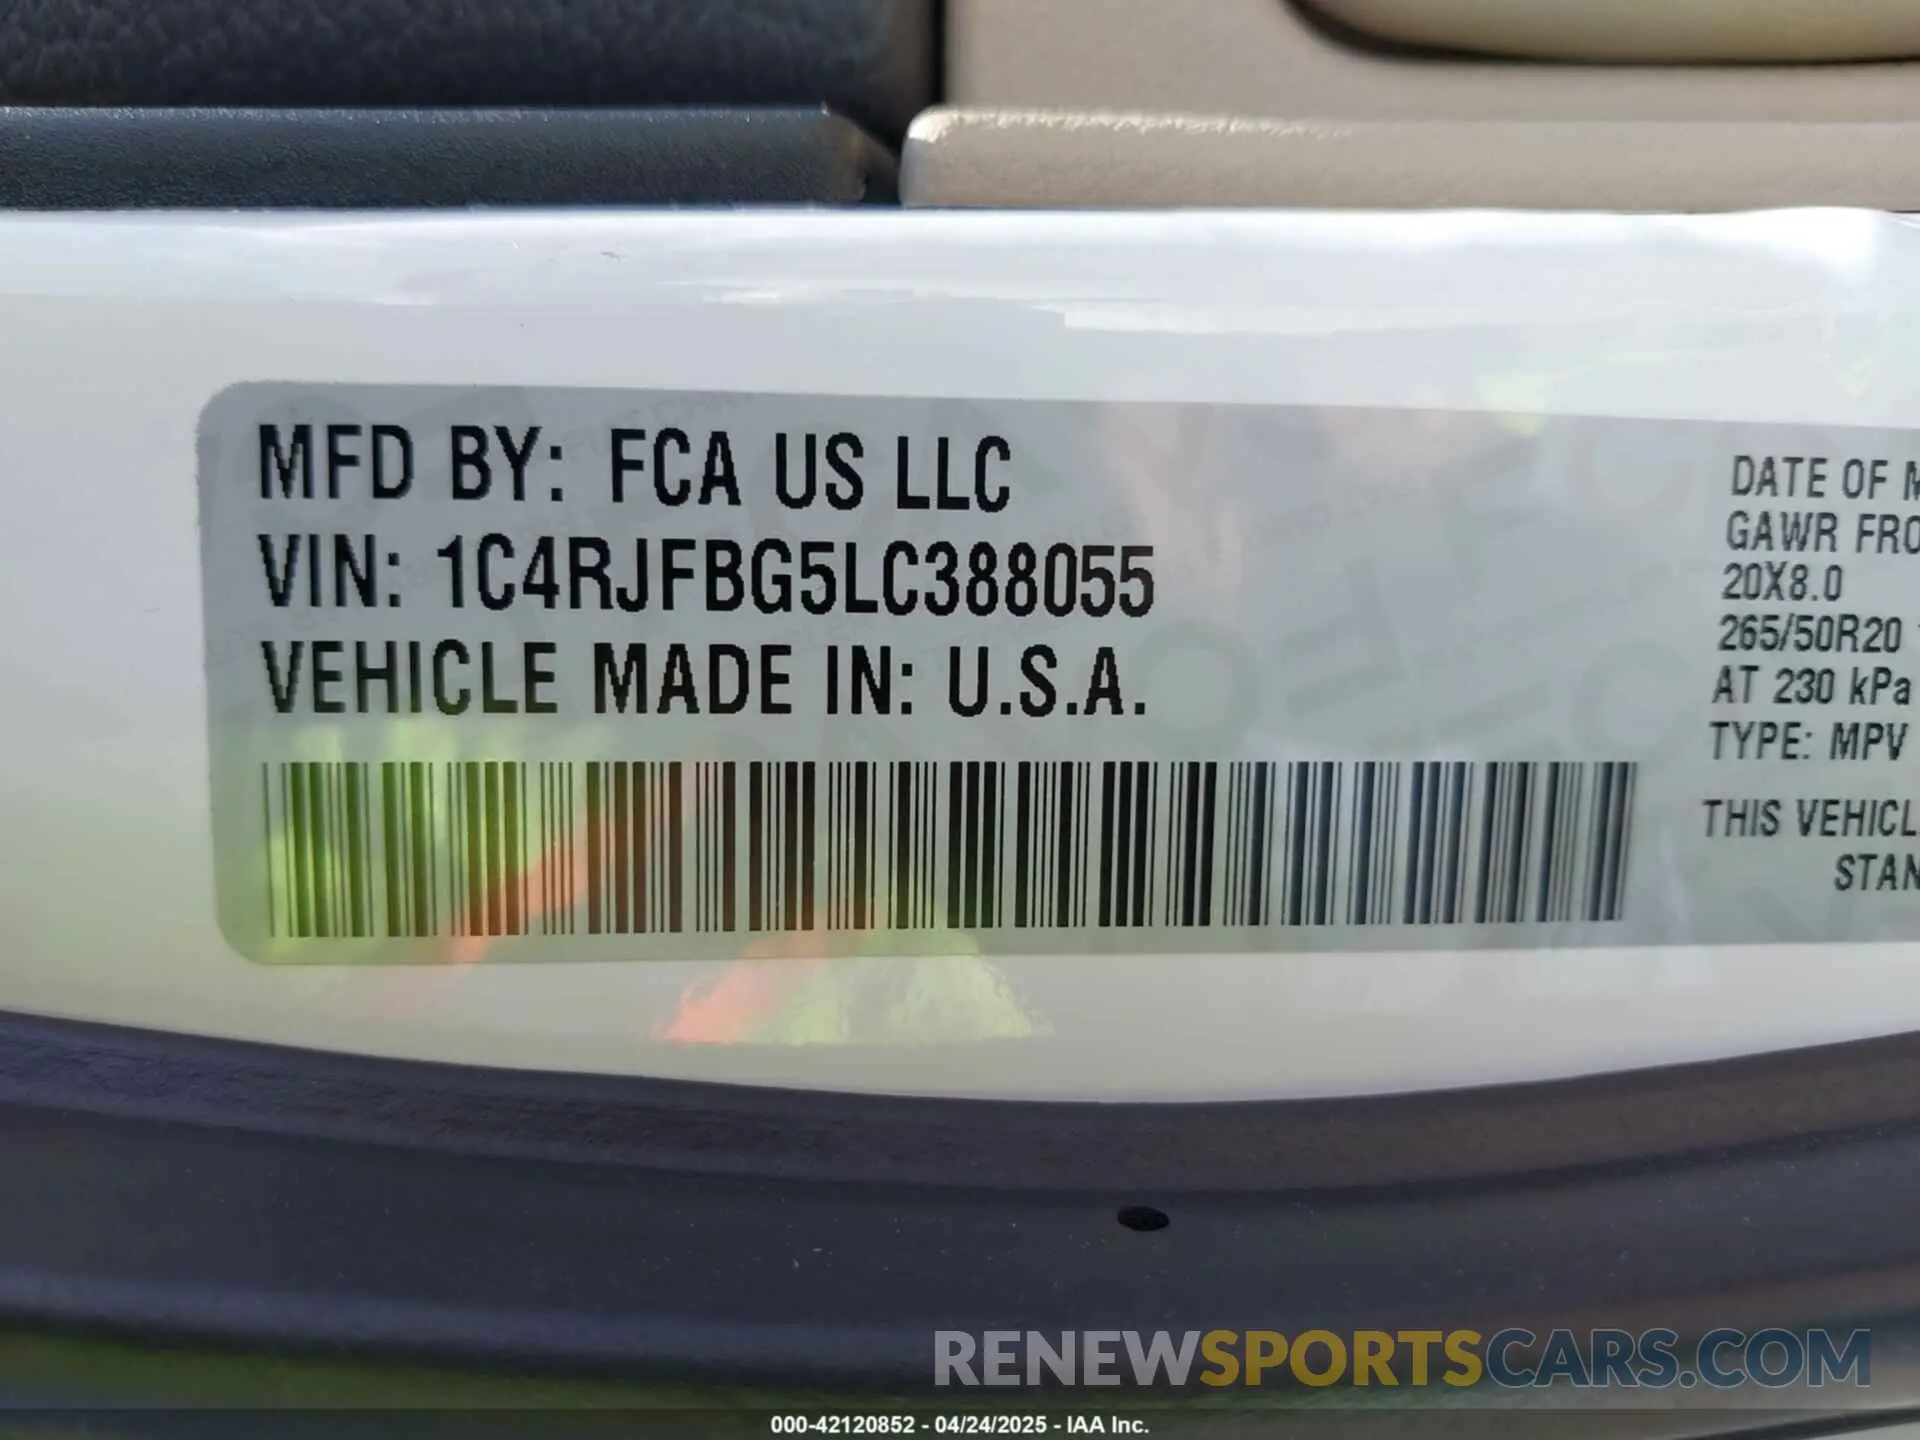 MFD BY: FCA US LLC
VIN: 1C4RJFBG5LC388055
VEHICLE MADE IN: U.S.A.
DATE OF
GAWR FRO
20X8.0
265/50R20
AT 230 kPa
TYPE: MPV
THIS VEHICL
STAN
RENEWSPORTSCARS.COM
000-42120852 - 04/24/2025 - IAA Inc.